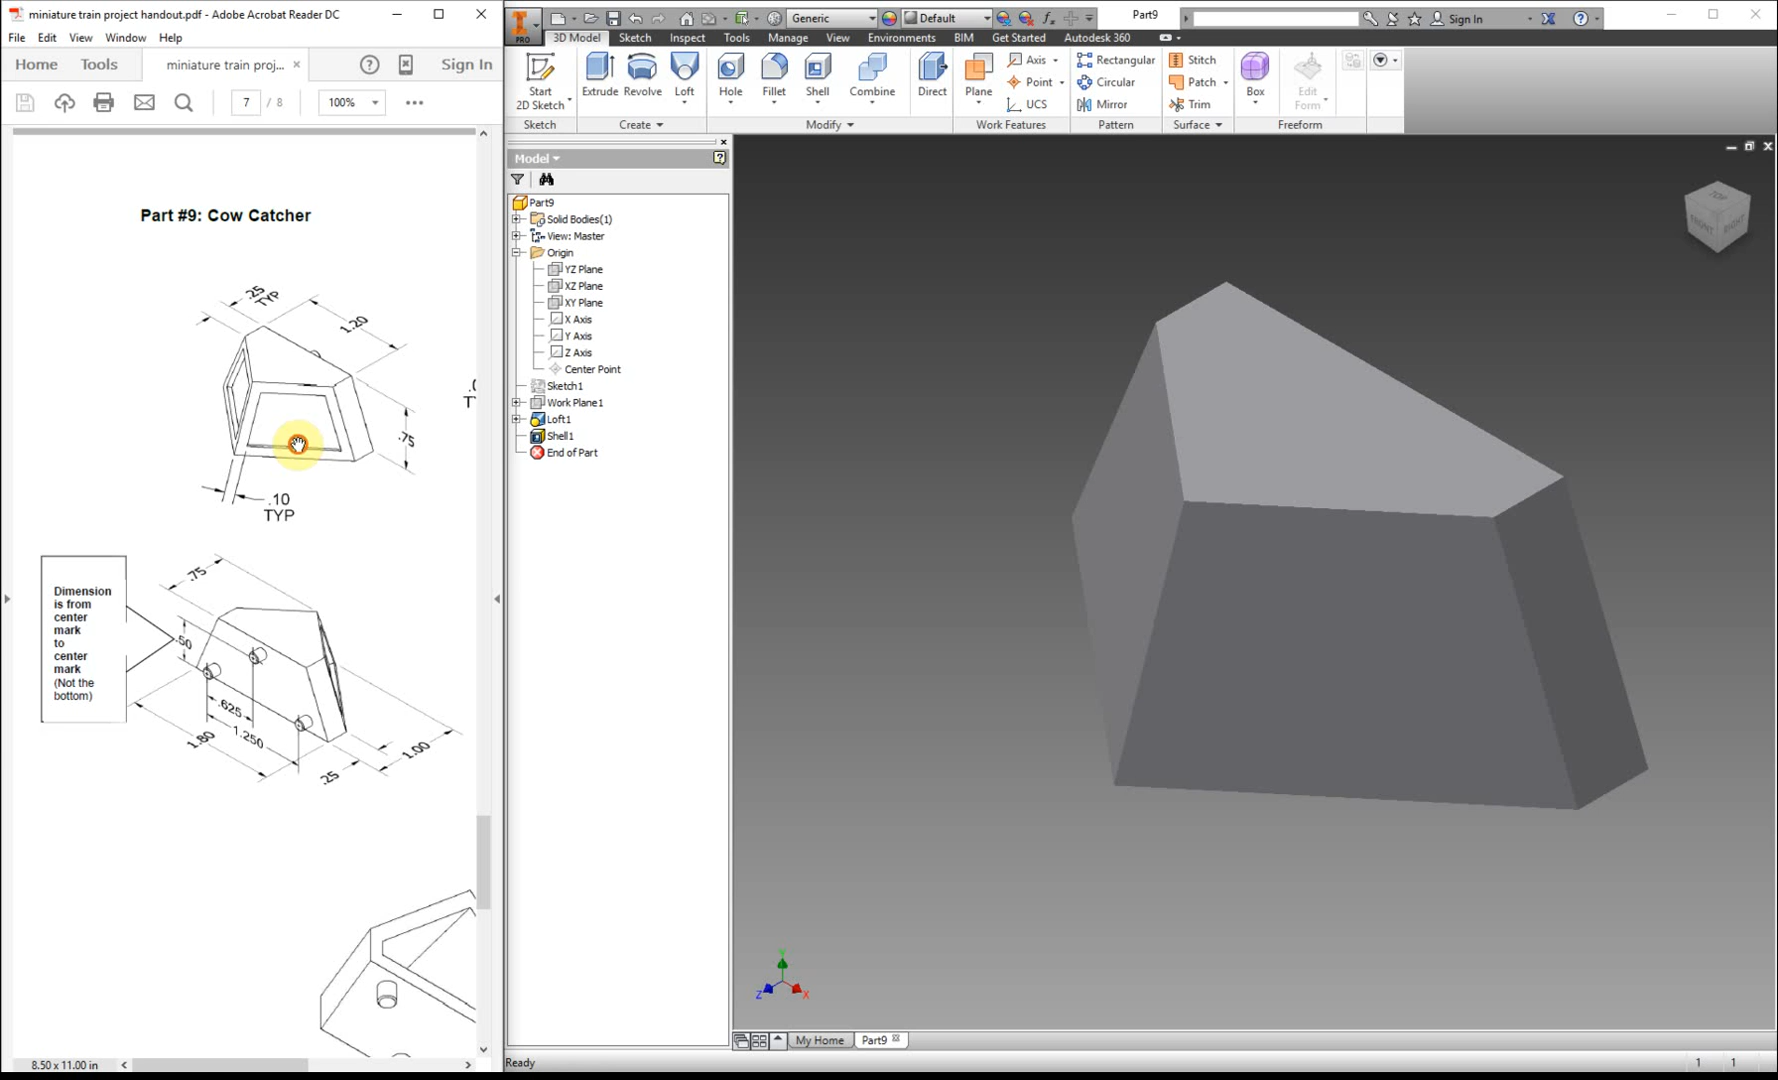 miniature train project handout.pdf - Adobe Acrobat Reader DC
File Edit View Window Help
Home Tools miniature train proj... × Sign In
7 / 8 100%
Part #9: Cow Catcher
.25
TYP
1.20
.75
.10
TYP
Dimension
is from
center
mark
to
center
mark
(Not the
bottom)
.75
.50
.625
1.250
1.80
.25
1.00
8.50 x 11.00 in
PRO
Generic Default Part9 Sign In
3D Model Sketch Inspect Tools Manage View Environments BIM Get Started Autodesk 360
Start
2D Sketch
Extrude Revolve Loft
Hole Fillet Shell Combine Direct
Plane
Axis
Point
UCS
Rectangular
Circular
Mirror
Stitch
Patch
Trim
Box
Edit
Form
Sketch Create Modify Work Features Pattern Surface Freeform
Model
Part9
Solid Bodies(1)
View: Master
Origin
YZ Plane
XZ Plane
XY Plane
X Axis
Y Axis
Z Axis
Center Point
Sketch1
Work Plane1
Loft1
Shell1
End of Part
TOP
FRONT RIGHT
Y
Z X
My Home Part9
Ready 1 1